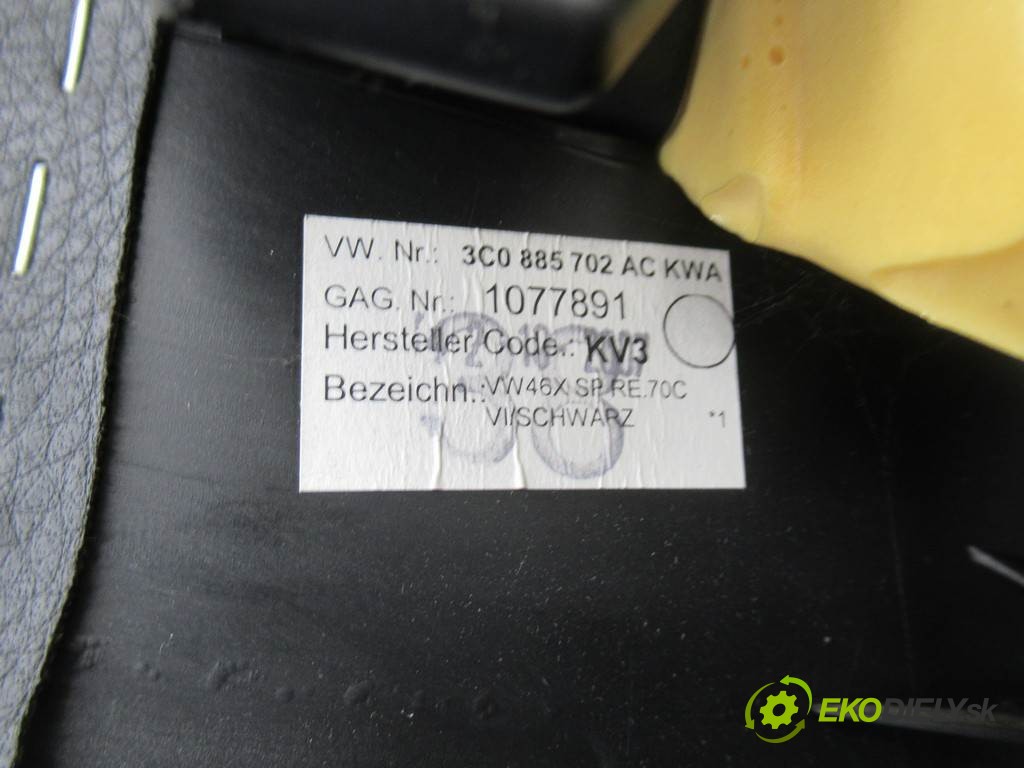 VW. Nr.: 3C0 885 702 AC KWA
GAG. Nr.: 1077891
Hersteller Code.: KV3
Bezeichn.: VW46X SP RE.70C
VI/SCHWARZ *1
EKODIELY.sk